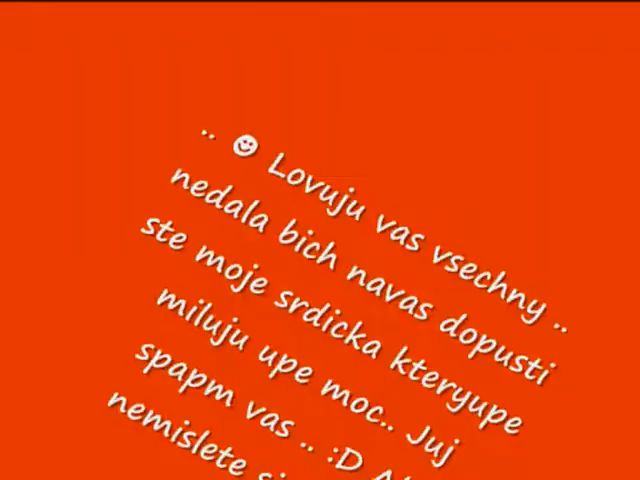 .. ☻ Lovuju vas vsechny ..
nedala bich navas dopusti
ste moje srdicka kteryupe
miluju upe moc.. Juj
spapm vas .. :D
nemislete